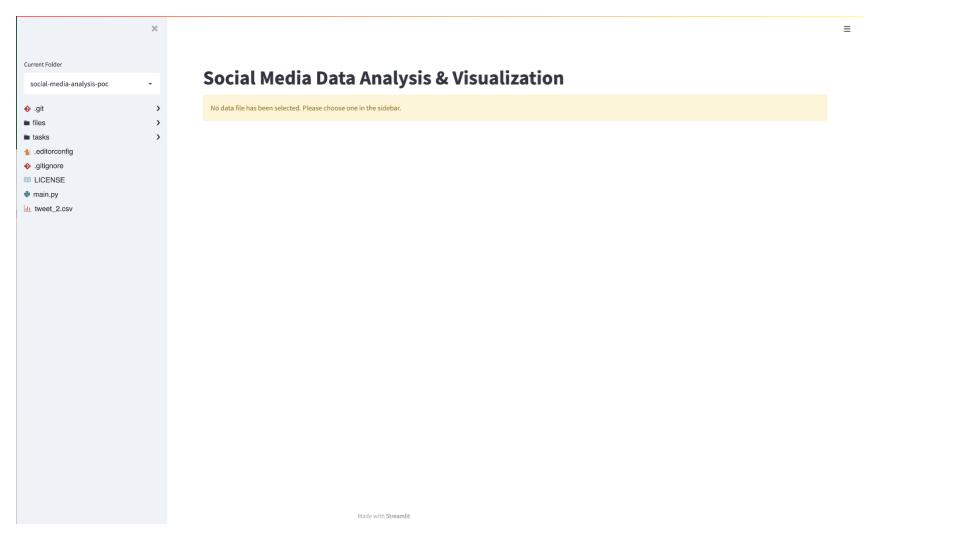 Current Folder
social-media-analysis-poc
.git
files
tasks
.editorconfig
.gitignore
LICENSE
main.py
tweet_2.csv
Social Media Data Analysis & Visualization
No data file has been selected. Please choose one in the sidebar.
Made with Streamlit